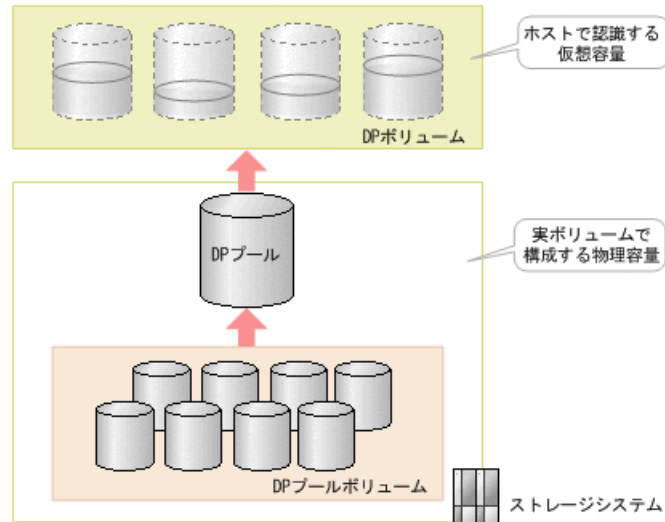 ホストで認識する
仮想容量
DPボリューム
DPプール
実ボリュームで
構成する物理容量
DPプールボリューム
ストレージシステム